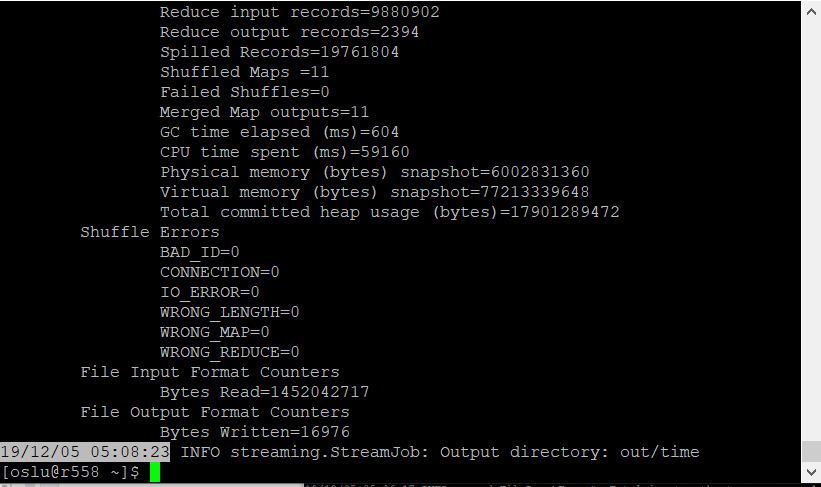 Reduce input records=9880902
Reduce output records=2394
Spilled Records=19761804
Shuffled Maps =11
Failed Shuffles=0
Merged Map outputs=11
GC time elapsed (ms)=604
CPU time spent (ms)=59160
Physical memory (bytes) snapshot=6002831360
Virtual memory (bytes) snapshot=77213339648
Total committed heap usage (bytes)=17901289472
Shuffle Errors
BAD_ID=0
CONNECTION=0
IO_ERROR=0
WRONG_LENGTH=0
WRONG_MAP=0
WRONG_REDUCE=0
File Input Format Counters
Bytes Read=1452042717
File Output Format Counters
Bytes Written=16976
19/12/05 05:08:23 INFO streaming.StreamJob: Output directory: out/time
[oslu@r558 ~]$